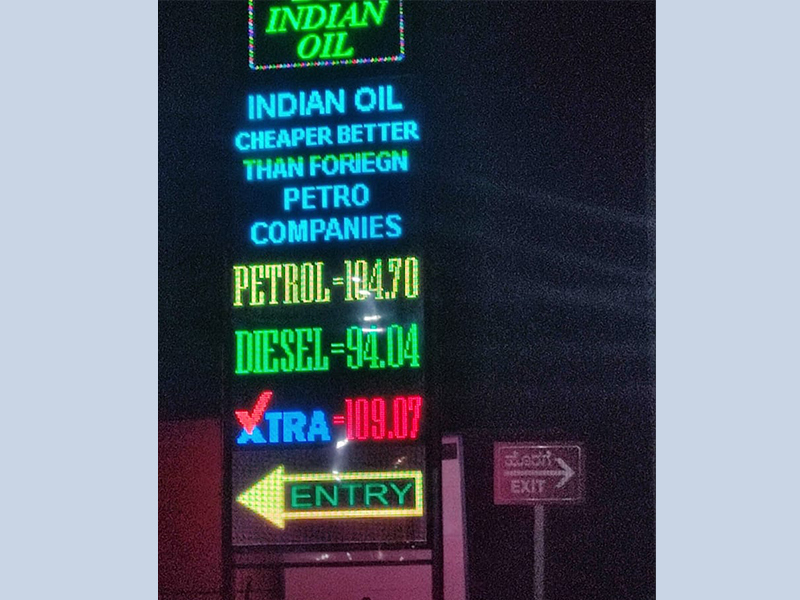 INDIAN
OIL
INDIAN OIL
CHEAPER BETTER
THAN FORIEGN
PETRO
COMPANIES
PETROL=104.70
DIESEL=94.04
XTRA=109.07
ENTRY
ಹೊರಗೆ
EXIT